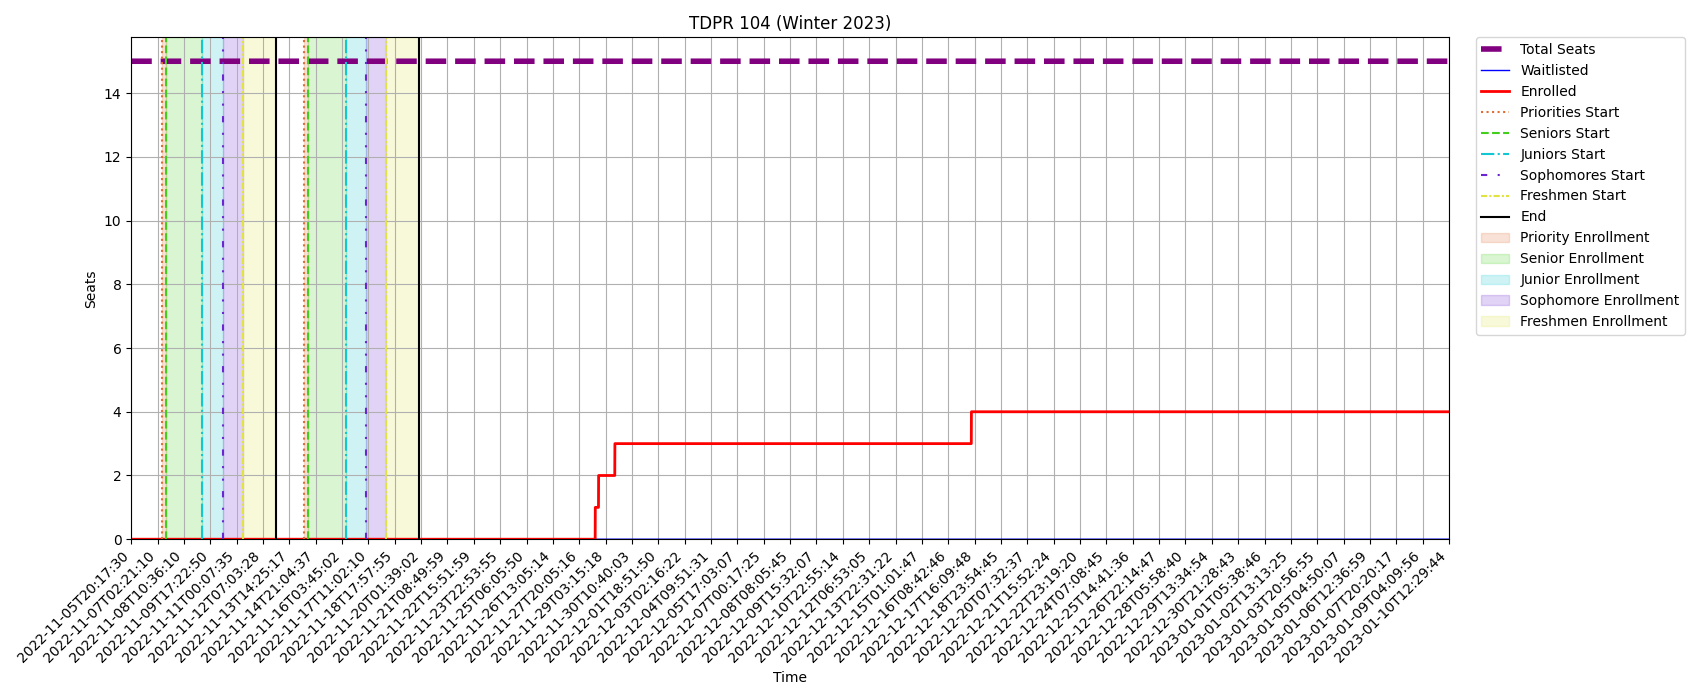 TDPR 104 (Winter 2023)
Total Seats
Waitlisted
Enrolled
Priorities Start
Seniors Start
Juniors Start
Sophomores Start
Freshmen Start
End
Priority Enrollment
Senior Enrollment
Junior Enrollment
Sophomore Enrollment
Freshmen Enrollment
Seats
14
12
10
8
6
4
2
0
2022-11-05T20:17:30
2022-11-07T02:21:10
2022-11-08T10:36:10
2022-11-09T17:22:50
2022-11-11T00:07:35
2022-11-12T07:03:28
2022-11-13T14:25:17
2022-11-14T21:04:37
2022-11-16T03:45:02
2022-11-17T11:02:10
2022-11-18T17:57:55
2022-11-20T01:39:02
2022-11-21T08:49:59
2022-11-22T15:51:59
2022-11-23T22:53:55
2022-11-25T06:05:50
2022-11-26T13:05:14
2022-11-27T20:05:16
2022-11-29T03:15:18
2022-11-30T10:40:03
2022-12-01T18:51:50
2022-12-03T02:16:22
2022-12-04T09:51:31
2022-12-05T17:03:07
2022-12-07T00:17:25
2022-12-08T08:05:45
2022-12-09T15:32:07
2022-12-10T22:55:14
2022-12-12T06:53:05
2022-12-13T22:31:22
2022-12-15T01:01:47
2022-12-16T08:42:46
2022-12-17T16:09:48
2022-12-18T23:54:45
2022-12-20T07:32:37
2022-12-21T15:52:24
2022-12-22T23:19:20
2022-12-24T07:08:45
2022-12-25T14:41:36
2022-12-26T22:14:47
2022-12-28T05:58:40
2022-12-29T13:34:54
2022-12-30T21:28:43
2023-01-01T05:38:46
2023-01-02T13:13:25
2023-01-03T20:56:55
2023-01-05T04:50:07
2023-01-06T12:36:59
2023-01-07T20:20:17
2023-01-09T04:09:56
2023-01-10T12:29:44
Time